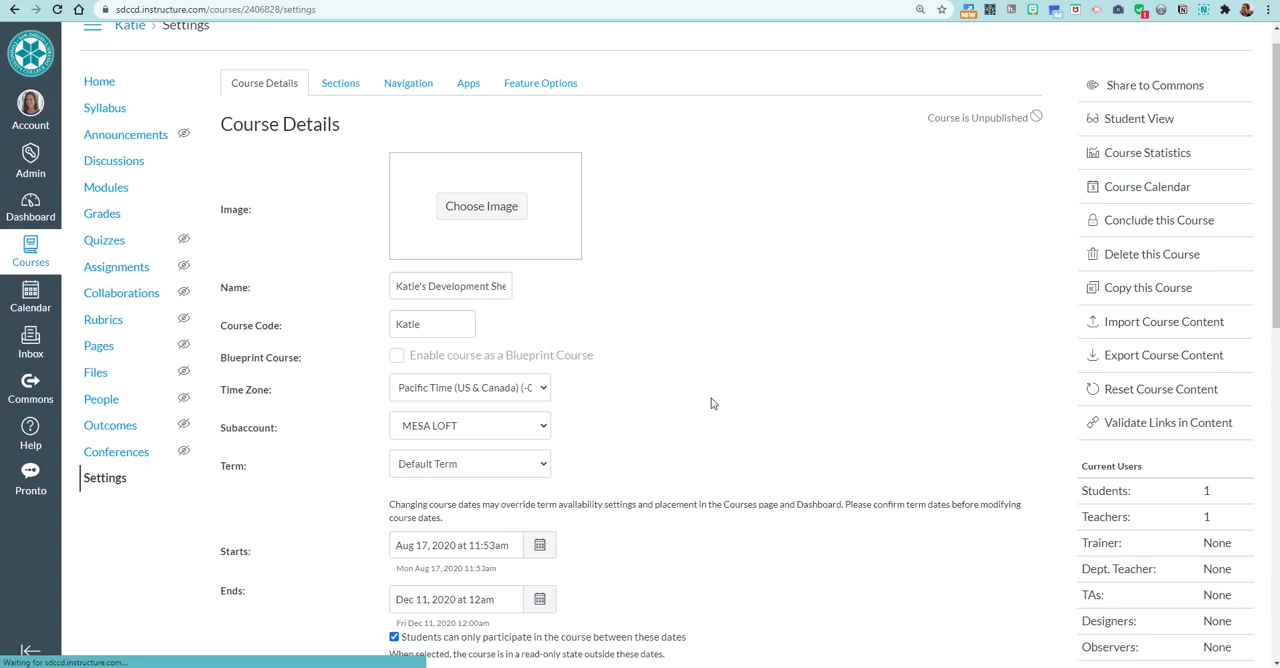 sdccd.instructure.com/courses/2406828/settings
NEW
1
Katie > Settings
Account
Admin
Dashboard
Courses
Calendar
Inbox
Commons
Help
Pronto
Home
Syllabus
Announcements
Discussions
Modules
Grades
Quizzes
Assignments
Collaborations
Rubrics
Pages
Files
People
Outcomes
Conferences
Settings
Course Details
Sections
Navigation
Apps
Feature Options
Course Details
Course is Unpublished
Image:
Choose Image
Name:
Katie's Development She
Course Code:
Katie
Blueprint Course:
Enable course as a Blueprint Course
Time Zone:
Pacific Time (US & Canada) (-0
Subaccount:
MESA LOFT
Term:
Default Term
Changing course dates may override term availability settings and placement in the Courses page and Dashboard. Please confirm term dates before modifying
course dates.
Starts:
Aug 17, 2020 at 11:53am
Mon Aug 17, 2020 11:53am
Ends:
Dec 11, 2020 at 12am
Fri Dec 11, 2020 12:00am
Students can only participate in the course between these dates
When selected, the course is in a read-only state outside these dates.
Share to Commons
Student View
Course Statistics
Course Calendar
Conclude this Course
Delete this Course
Copy this Course
Import Course Content
Export Course Content
Reset Course Content
Validate Links in Content
Current Users
Students: 1
Teachers: 1
Trainer: None
Dept. Teacher: None
TAs: None
Designers: None
Observers: None
Waiting for sdccd.instructure.com...